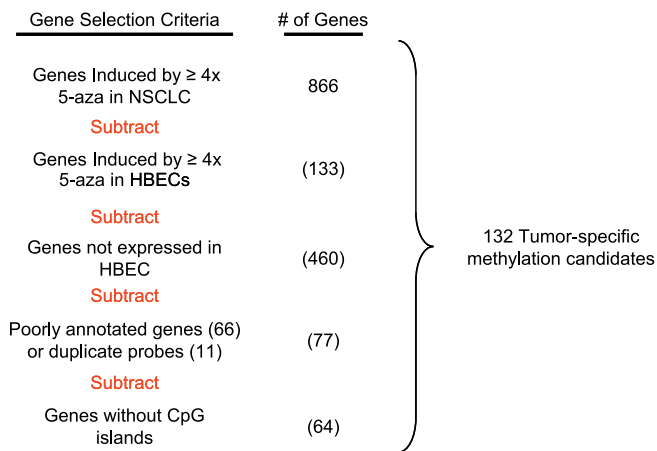 Gene Selection Criteria # of Genes
Genes Induced by ≥ 4x
5-aza in NSCLC
866
Subtract
Genes Induced by ≥ 4x
5-aza in HBECs
(133)
Subtract
Genes not expressed in
HBEC
(460)
Subtract
Poorly annotated genes (66)
or duplicate probes (11)
(77)
Subtract
Genes without CpG
islands
(64)
132 Tumor-specific
methylation candidates